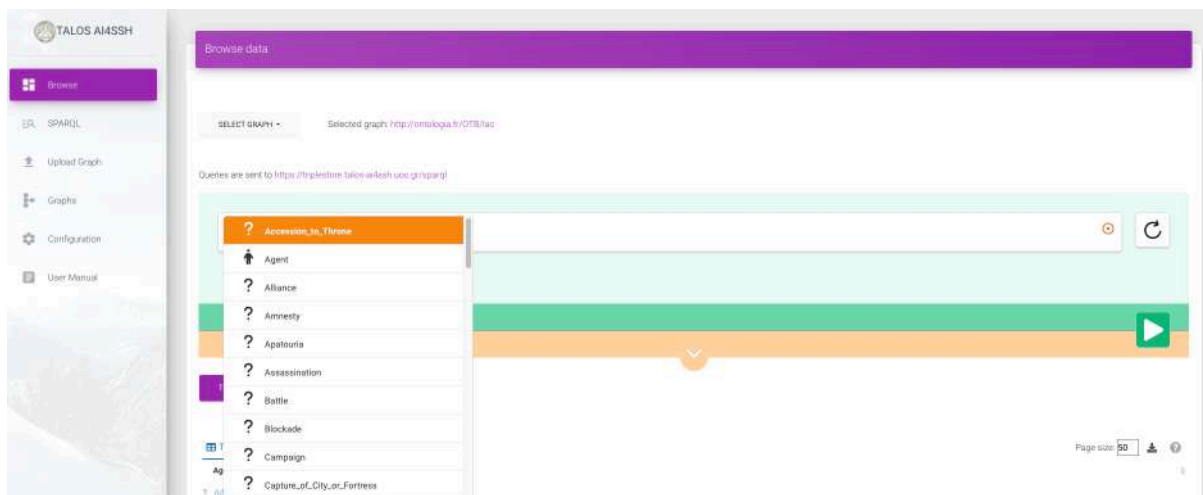 TALOS AI4SSH
Browse data
Browse
SPARQL
Upload Graph
Graphs
Configuration
User Manual
SELECT GRAPH
Selected graph: http://ontologia.fr/OTB/
Queries are sent to https://triplestore.talos-ai4ssh.uoc.gr/sparql
? Accession_to_Throne
Agent
? Alliance
? Amnesty
? Apatouria
? Assassination
? Battle
? Blockade
? Campaign
? Capture_of_City_or_Fortress
Page size: 50